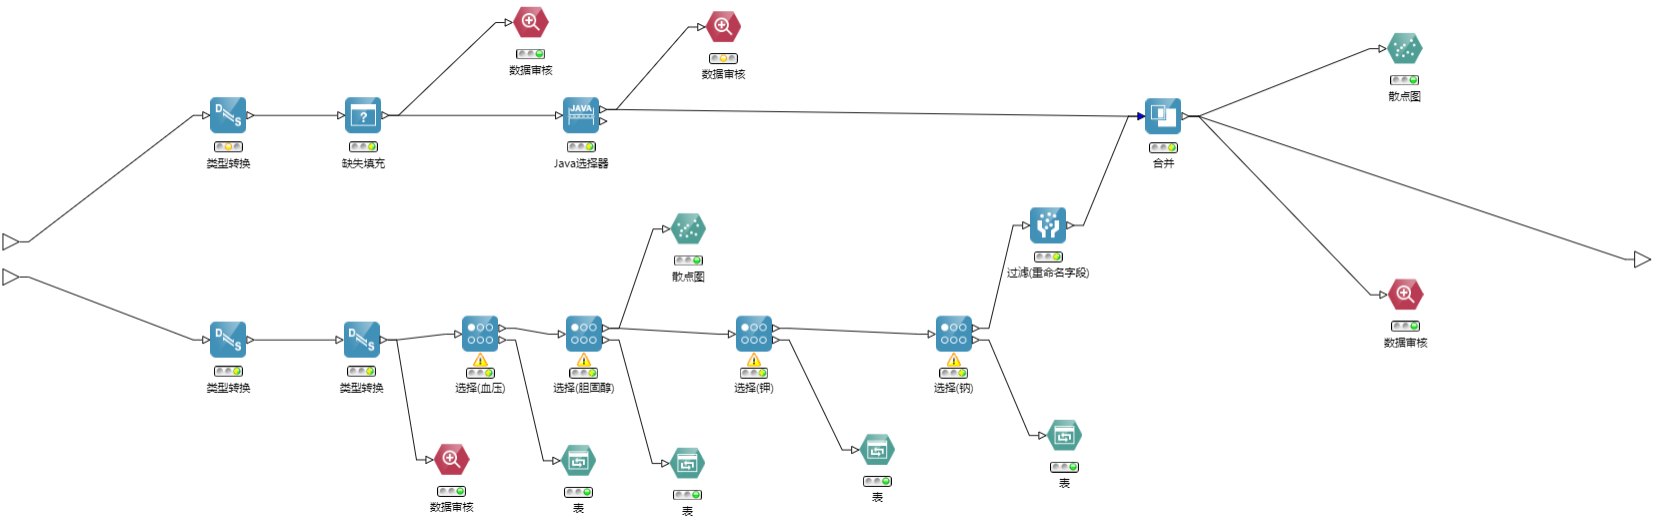 数据审核
数据审核
散点图
D
S
?
JAVA
类型转换
缺失填充
Java选择器
合并
散点图
过滤(重命名字段)
数据审核
D
S
D
S
类型转换
类型转换
选择(血压)
选择(胆固醇)
选择(钾)
选择(钠)
数据审核
表
表
表
表